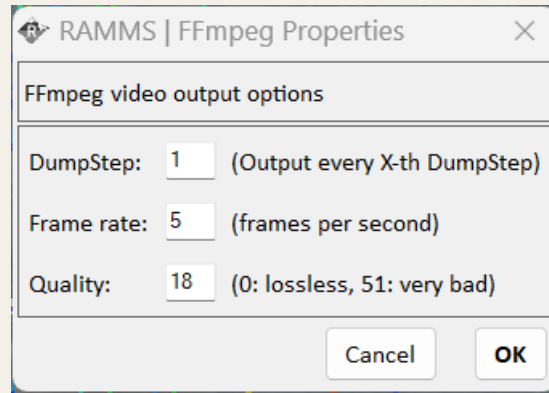 RAMMS | FFmpeg Properties
FFmpeg video output options
DumpStep: 1 (Output every X-th DumpStep)
Frame rate: 5 (frames per second)
Quality: 18 (0: lossless, 51: very bad)
Cancel OK